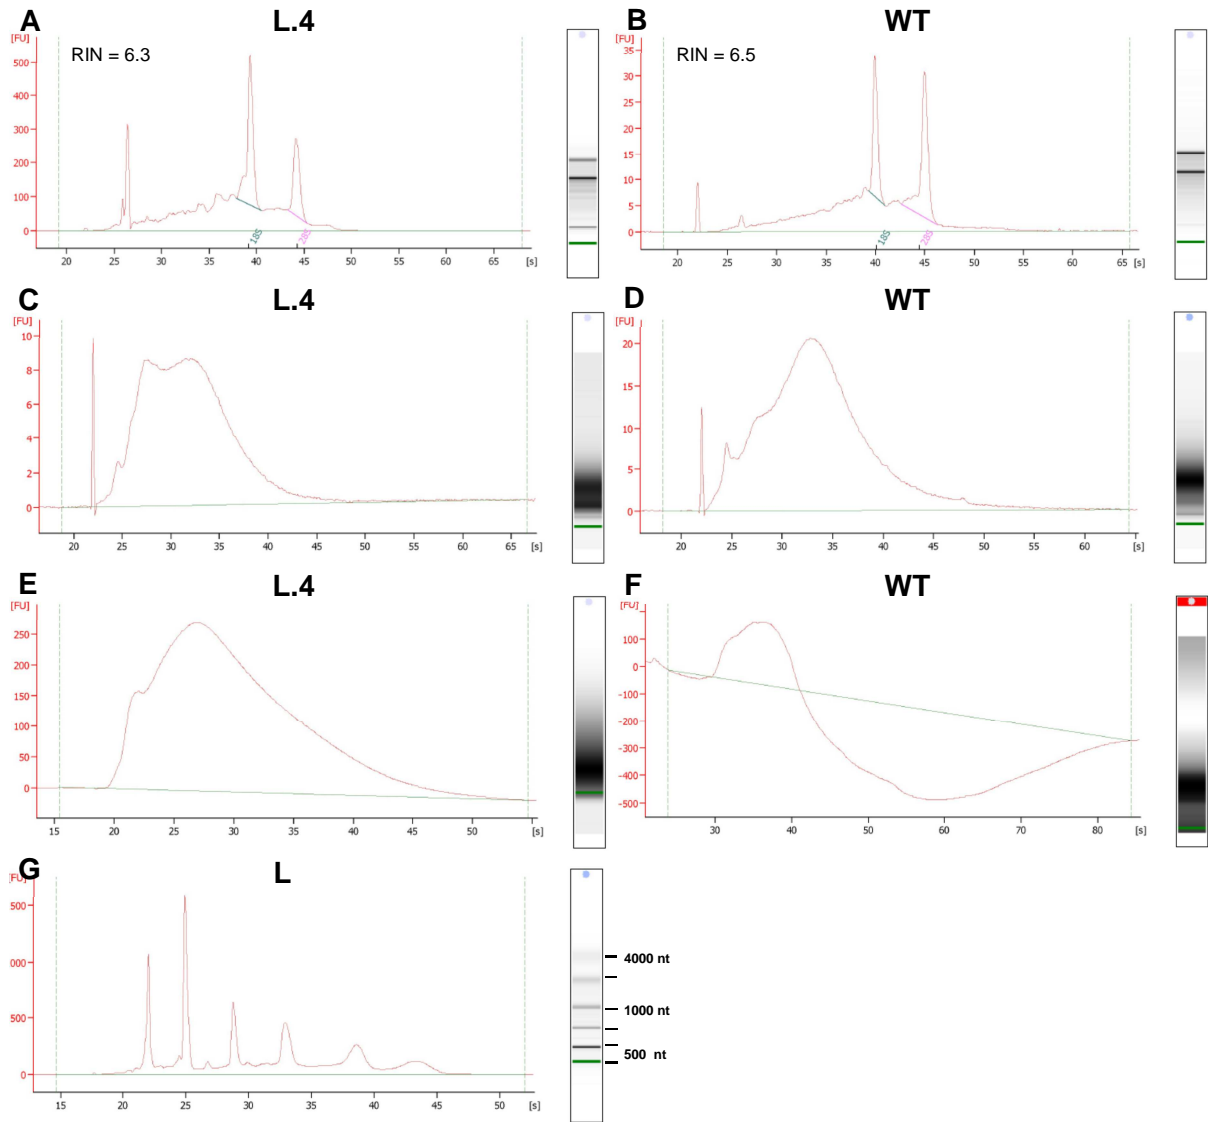 A L.4
[FU]
RIN = 6.3
500
400
300
200
100
0
18S
28S
20 25 30 35 40 45 50 55 60 65 [s]
B WT
[FU]
RIN = 6.5
35
30
25
20
15
10
5
0
18S
28S
20 25 30 35 40 45 50 55 60 65 [s]
C L.4
[FU]
10
8
6
4
2
0
20 25 30 35 40 45 50 55 60 65 [s]
D WT
[FU]
20
15
10
5
0
20 25 30 35 40 45 50 55 60 65 [s]
E L.4
[FU]
250
200
150
100
50
0
15 20 25 30 35 40 45 50 [s]
F WT
[FU]
100
0
-100
-200
-300
-400
-500
30 40 50 60 70 80 [s]
G L
[FU]
500
000
500
0
15 20 25 30 35 40 45 50 [s]
4000 nt
1000 nt
500 nt